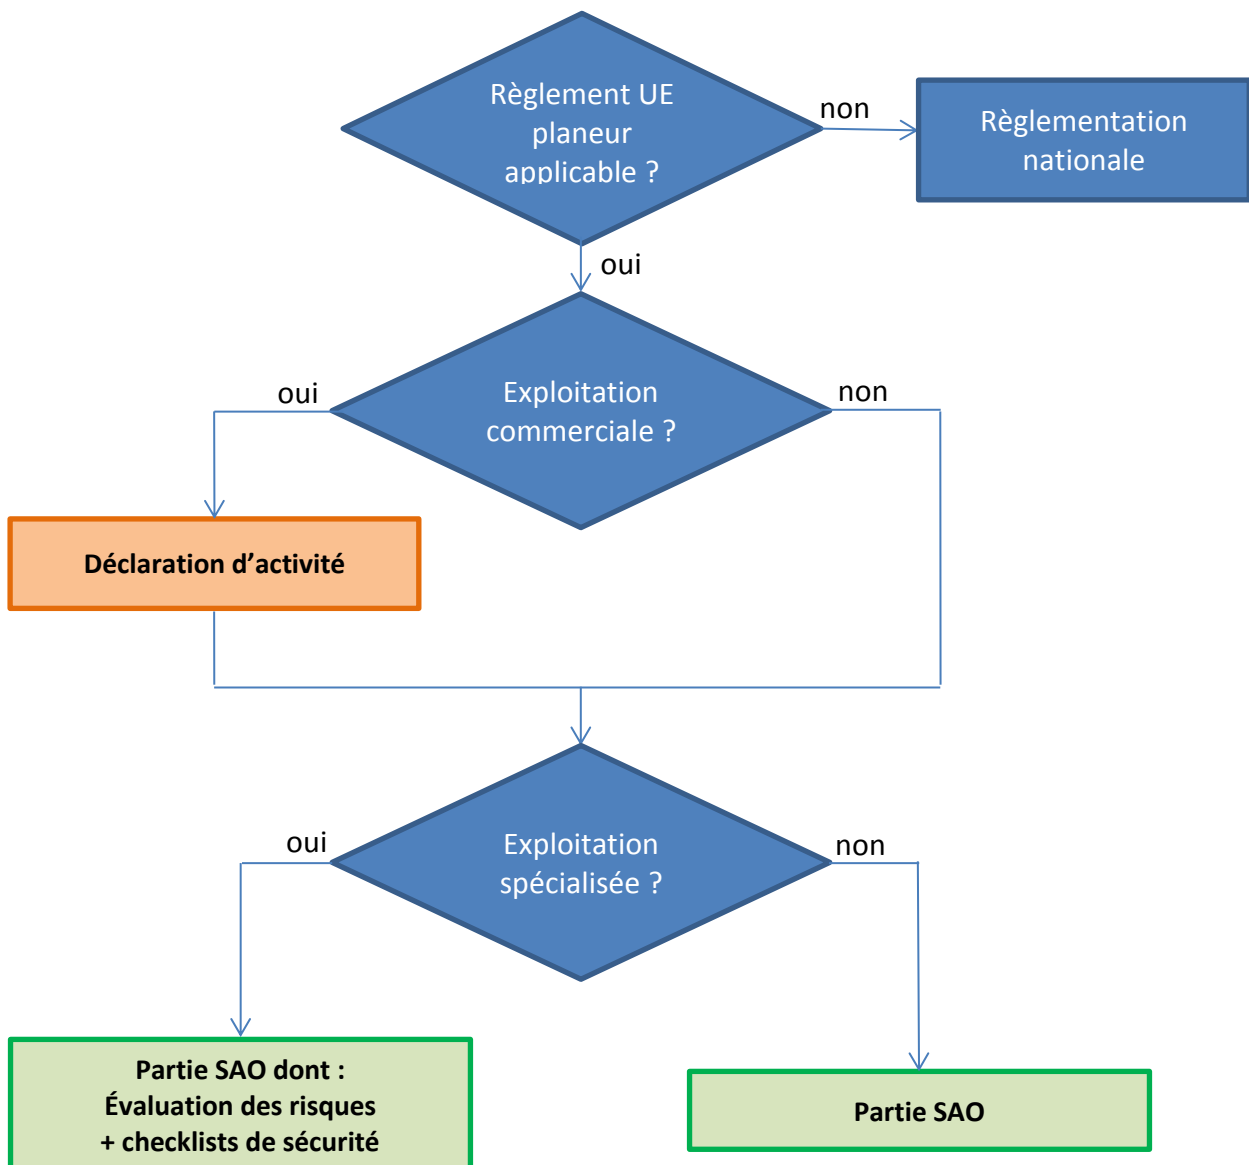 Règlement UE
planeur
applicable ?
non
Règlementation
nationale
oui
oui
Exploitation
commerciale ?
non
Déclaration d’activité
oui
Exploitation
spécialisée ?
non
Partie SAO dont :
Évaluation des risques
+ checklists de sécurité
Partie SAO